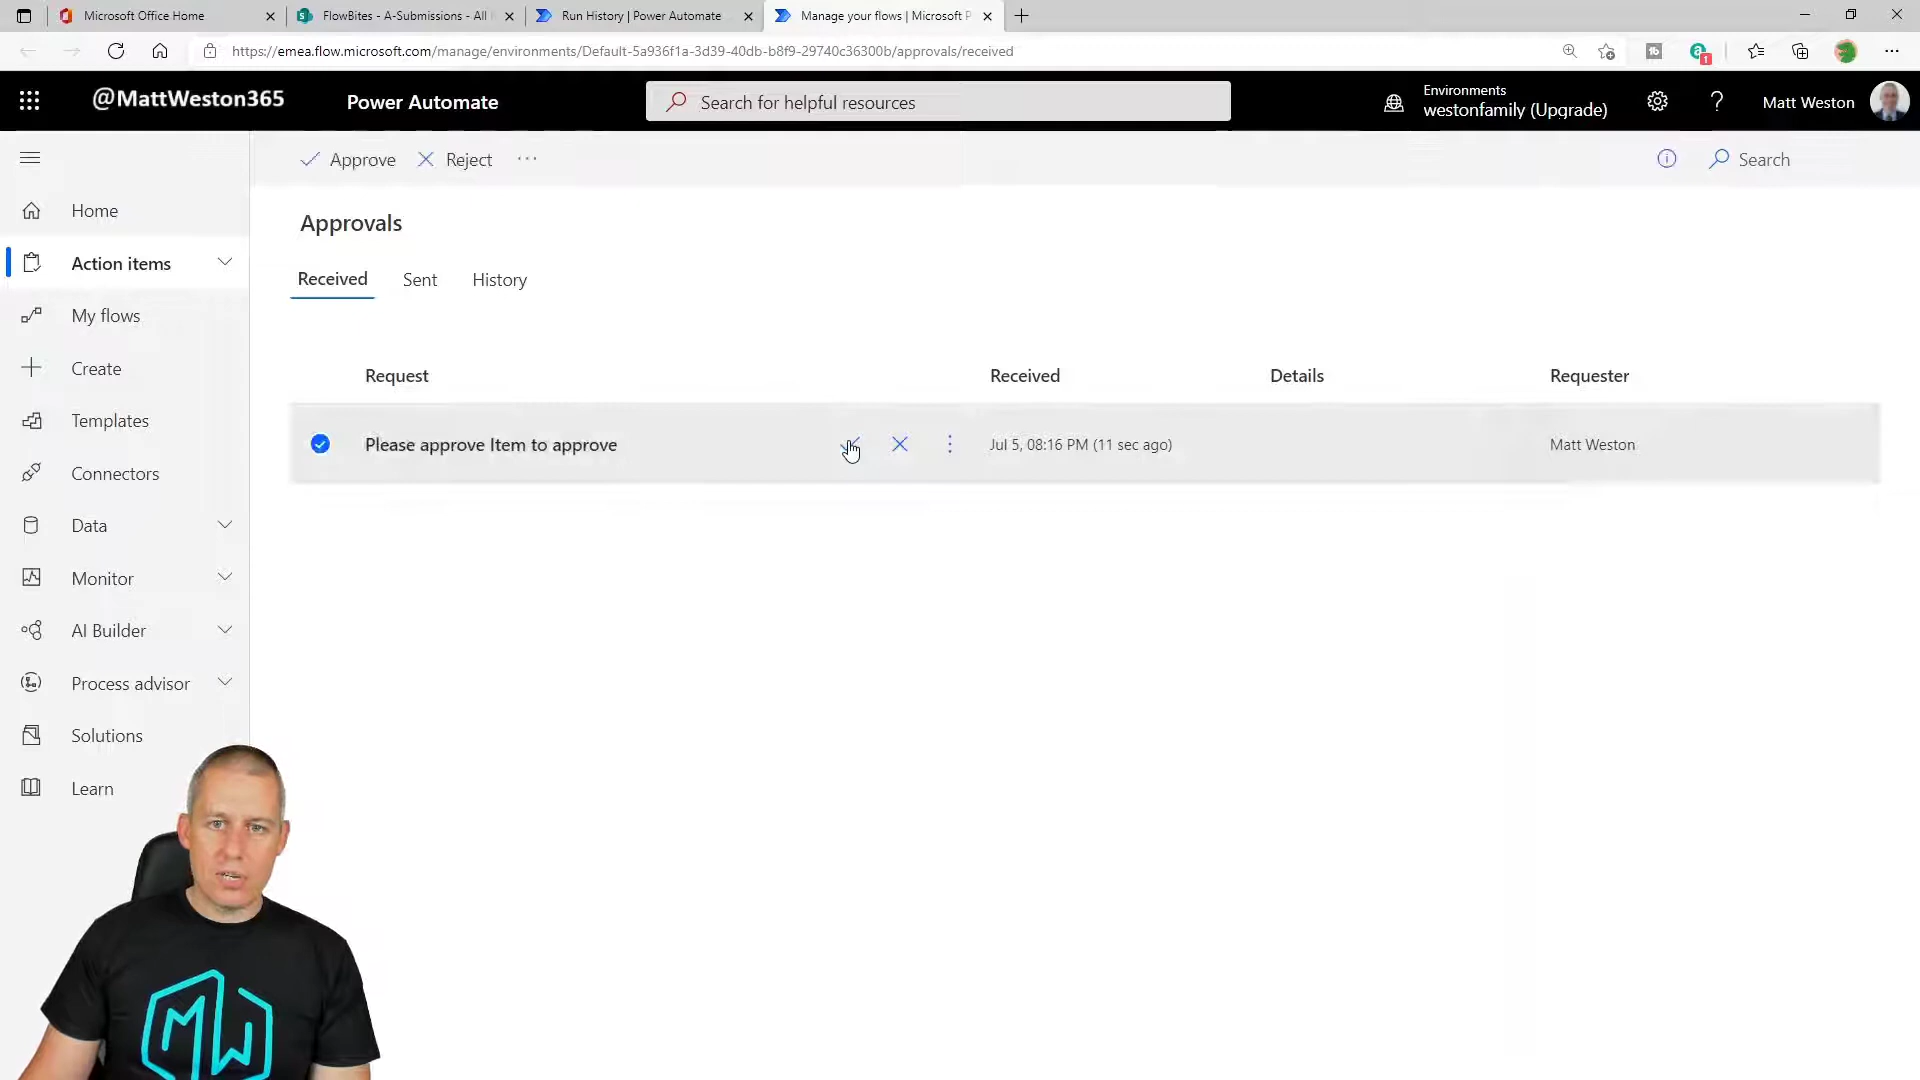 Microsoft Office Home
FlowBites - A-Submissions - All
Run History | Power Automate
Manage your flows | Microsoft P
https://emea.flow.microsoft.com/manage/environments/Default-5a936f1a-3d39-40db-b8f9-29740c36300b/approvals/received
@MattWeston365
Power Automate
Search for helpful resources
Environments
westonfamily (Upgrade)
?
Matt Weston
Approve
Reject
...
Search
Home
Action items
My flows
Create
Templates
Connectors
Data
Monitor
AI Builder
Process advisor
Solutions
Learn
Approvals
Received
Sent
History
Request
Received
Details
Requester
Please approve Item to approve
Jul 5, 08:16 PM (11 sec ago)
Matt Weston
MW